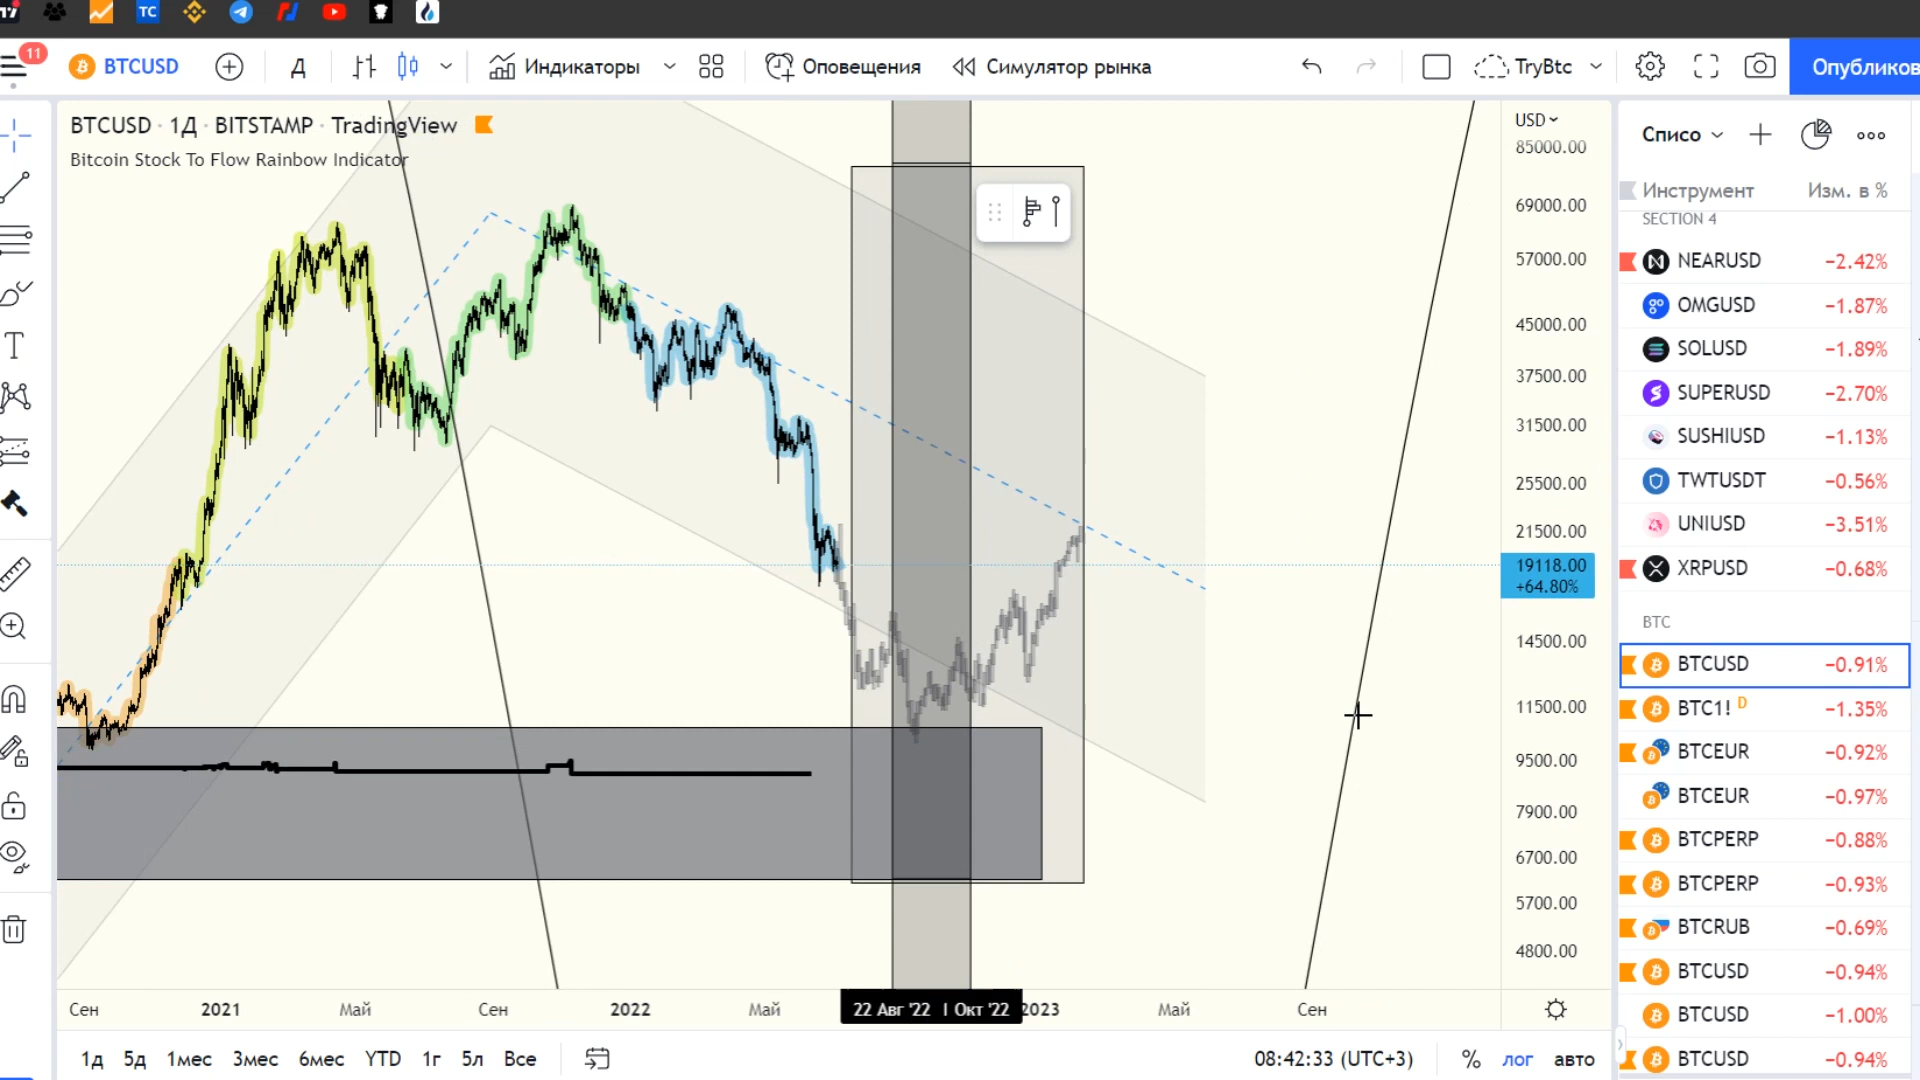 TC
11
BTCUSD
Д
Индикаторы
Оповещения
Симулятор рынка
TryBtc
Опубликов
BTCUSD · 1Д · BITSTAMP · TradingView
Bitcoin Stock To Flow Rainbow Indicator
USD
85000.00
69000.00
57000.00
45000.00
37500.00
31500.00
25500.00
21500.00
19118.00
+64.80%
14500.00
11500.00
9500.00
7900.00
6700.00
5700.00
4800.00
Сен
2021
Май
Сен
2022
Май
22 Авг '22
1 Окт '22
2023
Май
Сен
1д 5д 1мес 3мес 6мес YTD 1г 5л Все
08:42:33 (UTC+3)
% лог авто
Списо
Инструмент Изм. в %
SECTION 4
NEARUSD −2.42%
OMGUSD −1.87%
SOLUSD −1.89%
SUPERUSD −2.70%
SUSHIUSD −1.13%
TWTUSDT −0.56%
UNIUSD −3.51%
XRPUSD −0.68%
BTC
BTCUSD −0.91%
BTC1! D −1.35%
BTCEUR −0.92%
BTCEUR −0.97%
BTCPERP −0.88%
BTCPERP −0.93%
BTCRUB −0.69%
BTCUSD −0.94%
BTCUSD −1.00%
BTCUSD −0.94%